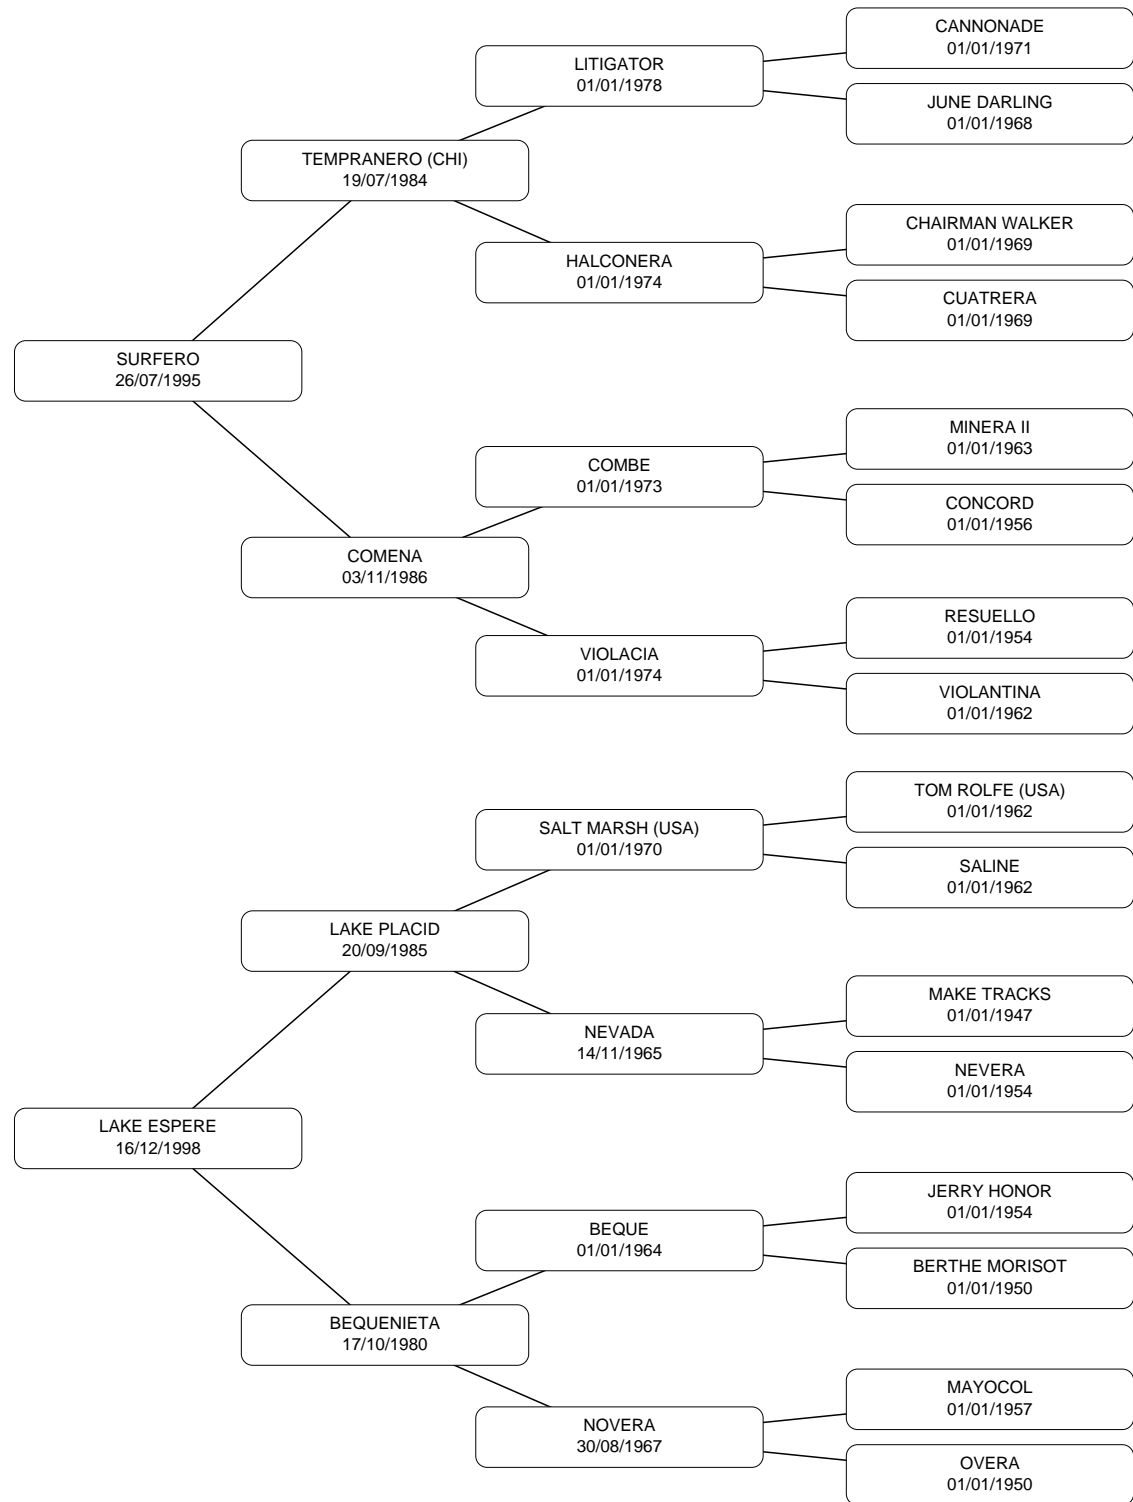 CANNONADE
01/01/1971
LITIGATOR
01/01/1978
JUNE DARLING
01/01/1968
TEMPRANERO (CHI)
19/07/1984
CHAIRMAN WALKER
01/01/1969
HALCONERA
01/01/1974
CUATRERA
01/01/1969
SURFERO
26/07/1995
MINERA II
01/01/1963
COMBE
01/01/1973
CONCORD
01/01/1956
COMENA
03/11/1986
RESUELLO
01/01/1954
VIOLACIA
01/01/1974
VIOLANTINA
01/01/1962
TOM ROLFE (USA)
01/01/1962
SALT MARSH (USA)
01/01/1970
SALINE
01/01/1962
LAKE PLACID
20/09/1985
MAKE TRACKS
01/01/1947
NEVADA
14/11/1965
NEVERA
01/01/1954
LAKE ESPERE
16/12/1998
JERRY HONOR
01/01/1954
BEQUE
01/01/1964
BERTHE MORISOT
01/01/1950
BEQUENIETA
17/10/1980
MAYOCOL
01/01/1957
NOVERA
30/08/1967
OVERA
01/01/1950